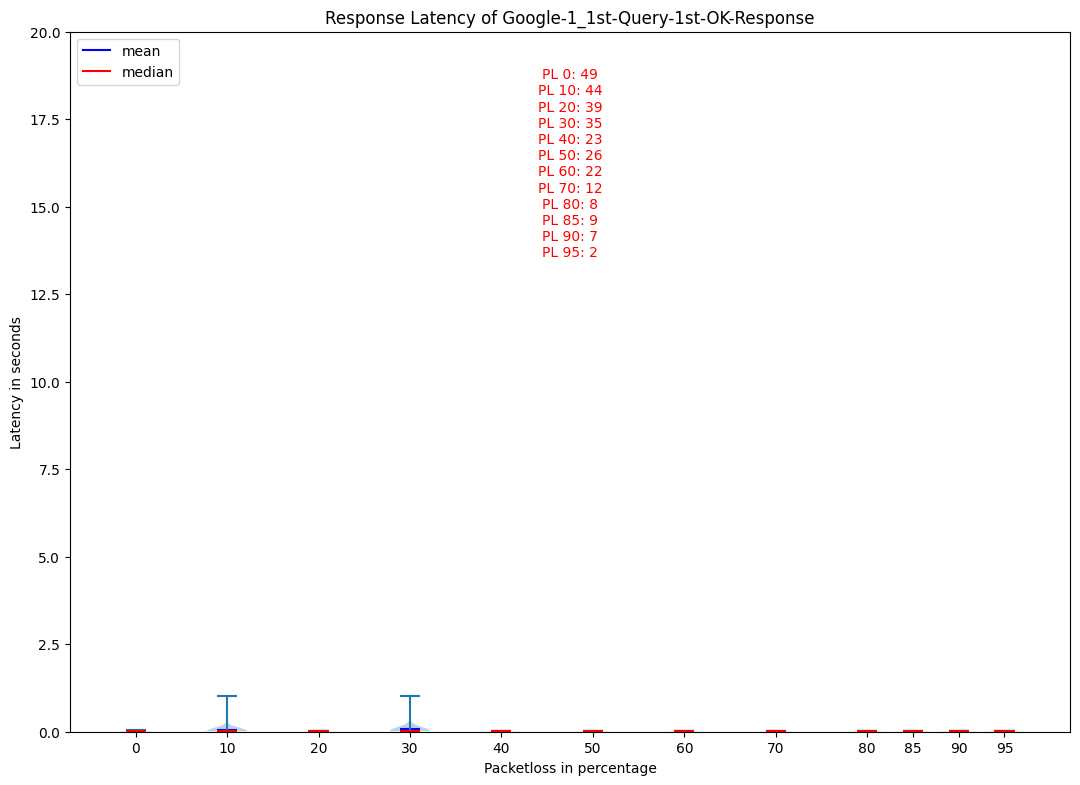 Response Latency of Google-1_1st-Query-1st-OK-Response
mean
median
PL 0: 49
PL 10: 44
PL 20: 39
PL 30: 35
PL 40: 23
PL 50: 26
PL 60: 22
PL 70: 12
PL 80: 8
PL 85: 9
PL 90: 7
PL 95: 2
Latency in seconds
20.0
17.5
15.0
12.5
10.0
7.5
5.0
2.5
0.0
0 10 20 30 40 50 60 70 80 85 90 95
Packetloss in percentage